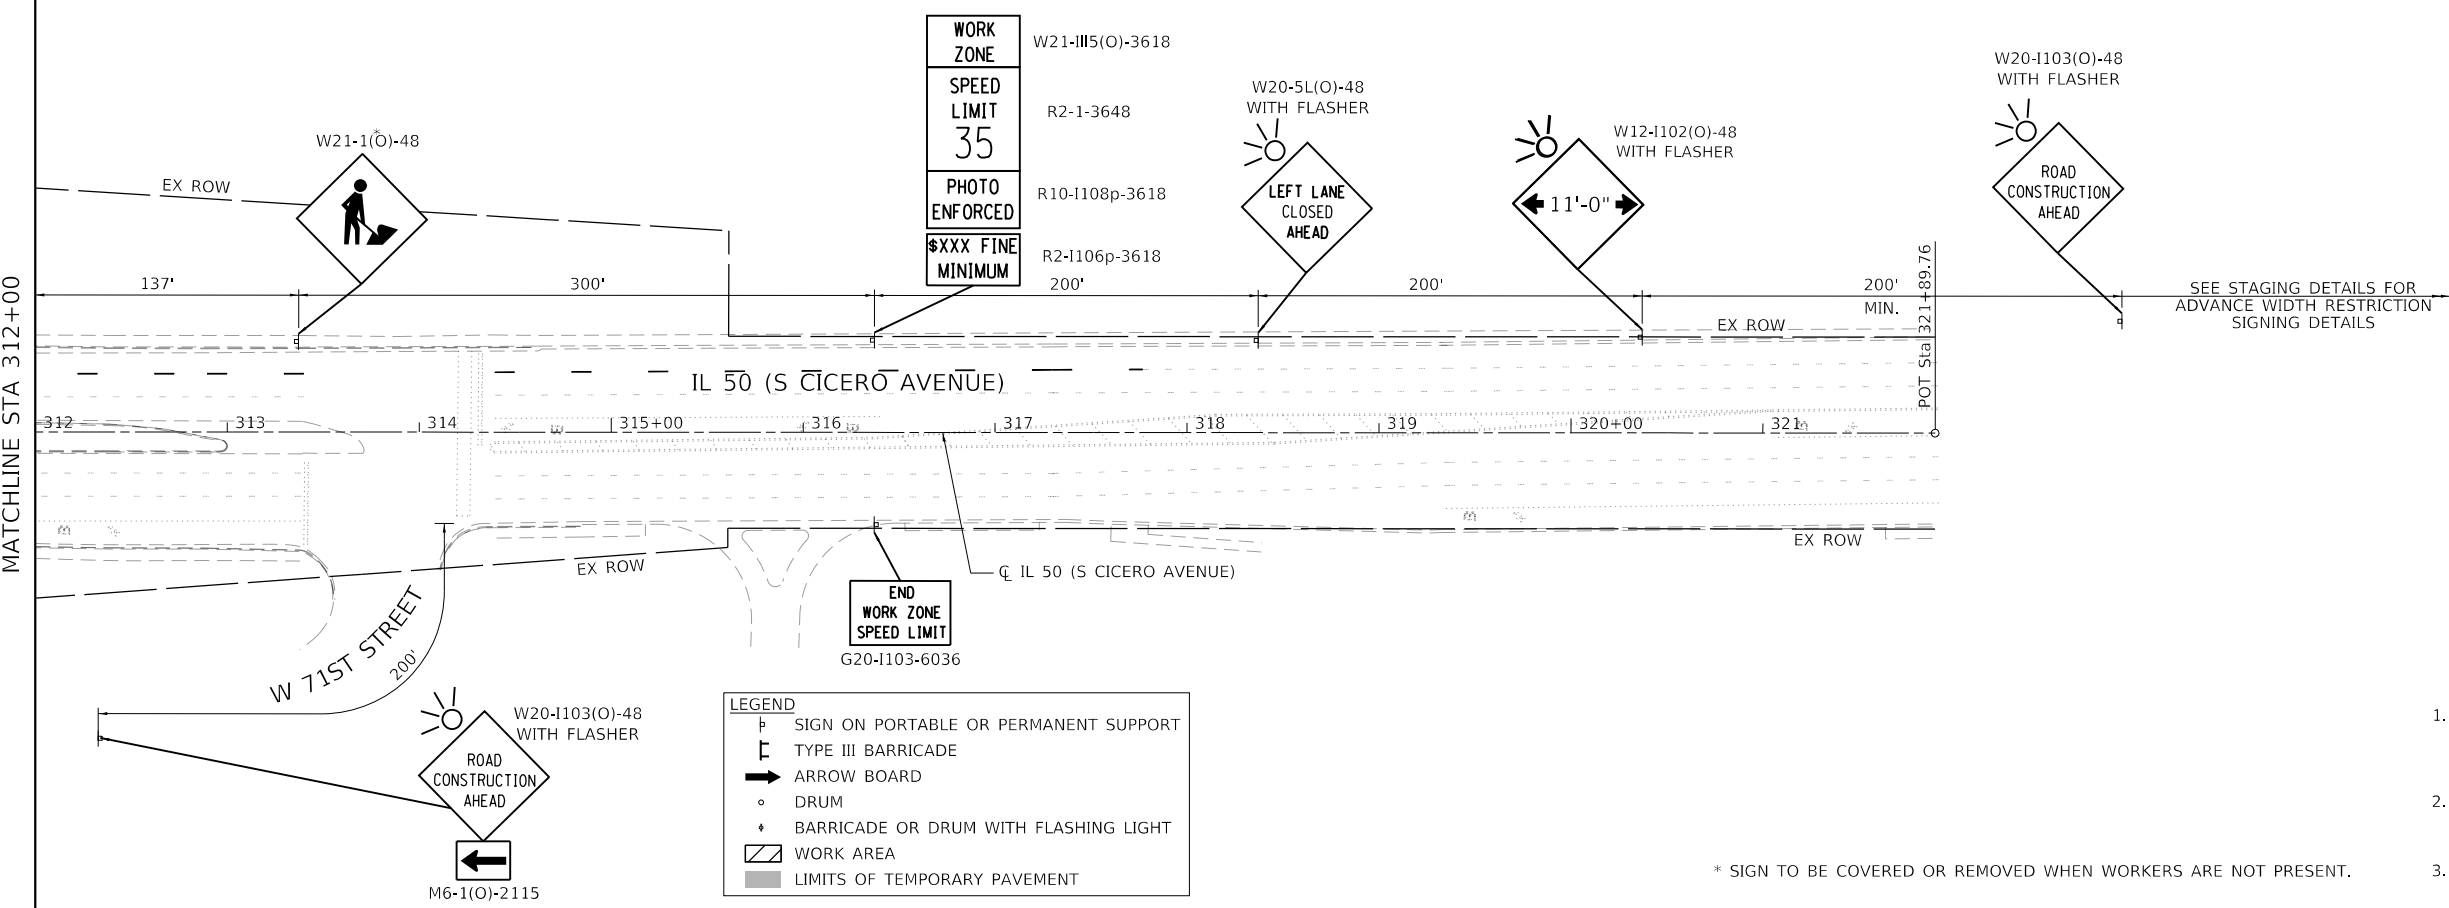 WORK
ZONE
W21-III5(O)-3618
SPEED
LIMIT
35
R2-1-3648
PHOTO
ENFORCED
R10-I108p-3618
$XXX FINE
MINIMUM
R2-I106p-3618
W21-1(O)-48
*
W20-5L(O)-48
WITH FLASHER
LEFT LANE
CLOSED
AHEAD
W12-I102(O)-48
WITH FLASHER
11'-0"
W20-I103(O)-48
WITH FLASHER
ROAD
CONSTRUCTION
AHEAD
EX ROW
137'
300'
200'
200'
200'
MIN.
SEE STAGING DETAILS FOR
ADVANCE WIDTH RESTRICTION
SIGNING DETAILS
MATCHLINE STA 312+00
POT Sta 321+89.76
EX ROW
IL 50 (S CICERO AVENUE)
312
313
314
315+00
316
317
318
319
320+00
321
EX ROW
EX ROW
℄ IL 50 (S CICERO AVENUE)
END
WORK ZONE
SPEED LIMIT
G20-I103-6036
W 71ST STREET
200'
W20-I103(O)-48
WITH FLASHER
ROAD
CONSTRUCTION
AHEAD
M6-1(O)-2115
LEGEND
SIGN ON PORTABLE OR PERMANENT SUPPORT
TYPE III BARRICADE
ARROW BOARD
DRUM
BARRICADE OR DRUM WITH FLASHING LIGHT
WORK AREA
LIMITS OF TEMPORARY PAVEMENT
1.
2.
* SIGN TO BE COVERED OR REMOVED WHEN WORKERS ARE NOT PRESENT.
3.